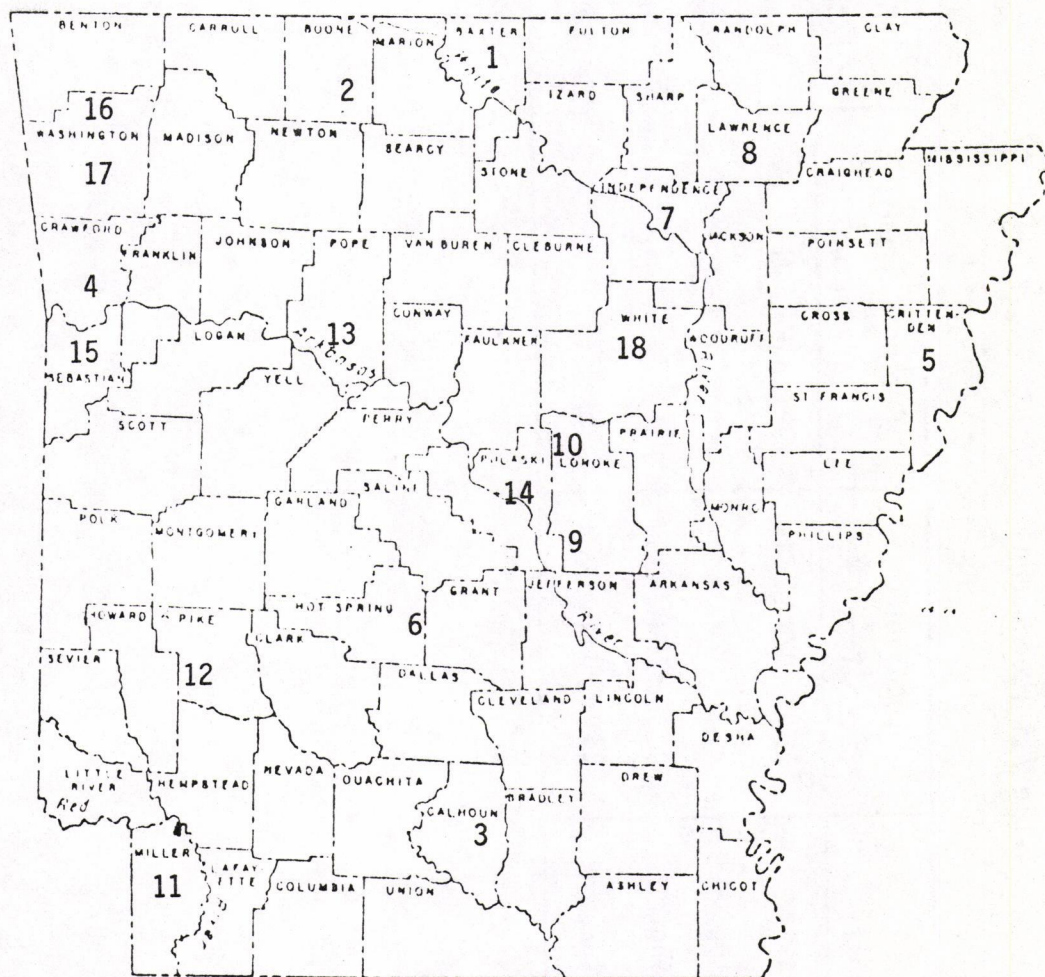 BENTON CARROLL BOONE MARION BAXTER FULTON RANDOLPH CLAY
1
2
IZARD SHARP GREENE
16
WASHINGTON MADISON NEWTON SEARCY LAWRENCE
8
17
STONE INDEPENDENCE CRAIGHEAD MISSISSIPPI
7
CRAWFORD FRANKLIN JOHNSON POPE VAN BUREN CLEBURNE JACKSON POINSETT
4
15
SEBASTIAN LOGAN 13 CONWAY FAULKNER WHITE CROSS CRITTEN-
DEN
18
5
Arkansas
YELL
SCOTT PERRY ST FRANCIS
10
PULASKI LONOKE PRAIRIE LEE
14
GARLAND SALINE
POLK MONTGOMERY MONROE PHILLIPS
9
HOT SPRING GRANT JEFFERSON ARKANSAS
6
HOWARD PIKE CLARK
SEVIER
12
DALLAS CLEVELAND LINCOLN
DESHA
LITTLE
RIVER
Red
HEMPSTEAD NEVADA OUACHITA DREW
CALHOUN BRADLEY
3
MILLER
11
LAFAY-
ETTE
COLUMBIA UNION ASHLEY CHICOT